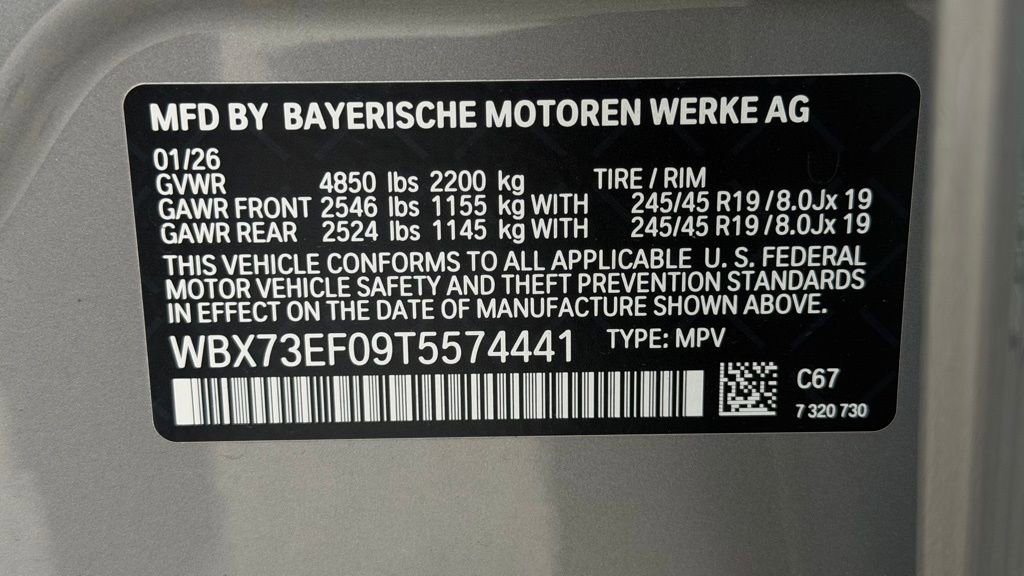 MFD BY BAYERISCHE MOTOREN WERKE AG
01/26
GVWR 4850 lbs 2200 kg TIRE / RIM
GAWR FRONT 2546 lbs 1155 kg WITH 245/45 R19 / 8.0Jx 19
GAWR REAR 2524 lbs 1145 kg WITH 245/45 R19 / 8.0Jx 19
THIS VEHICLE CONFORMS TO ALL APPLICABLE U. S. FEDERAL
MOTOR VEHICLE SAFETY AND THEFT PREVENTION STANDARDS
IN EFFECT ON THE DATE OF MANUFACTURE SHOWN ABOVE.
WBX73EF09T5574441 TYPE: MPV
C67
7 320 730